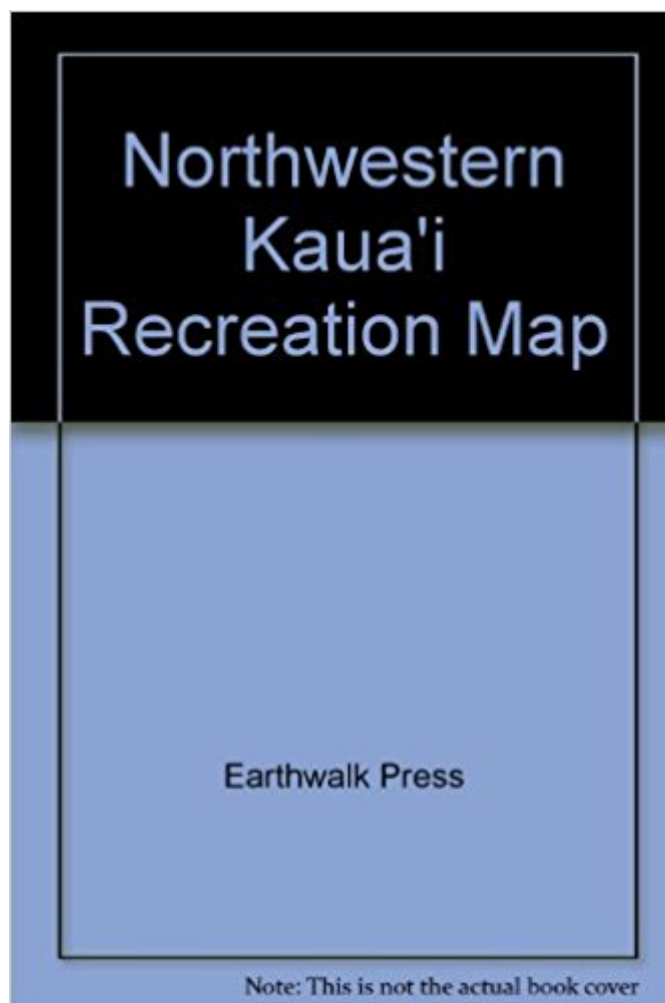 Northwestern
Kaua'i
Recreation Map
Earthwalk Press
Note: This is not the actual book cover